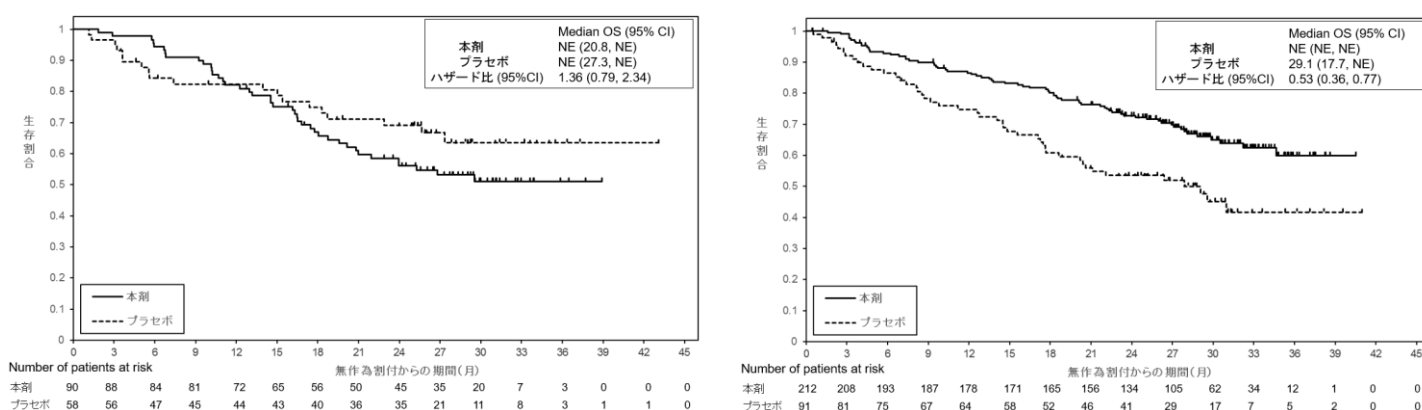 Median OS (95% CI)
本剤 NE (20.8, NE)
プラセボ NE (27.3, NE)
ハザード比 (95%CI) 1.36 (0.79, 2.34)
1
0.9
0.8
0.7
0.6
0.5
0.4
0.3
0.2
0.1
0
生存割合
本剤
プラセボ
0 3 6 9 12 15 18 21 24 27 30 33 36 39 42 45
Number of patients at risk
無作為割付からの期間(月)
本剤 90 88 84 81 72 65 56 50 45 35 20 7 3 0 0 0
プラセボ 58 56 47 45 44 43 40 36 35 21 11 8 3 1 1 0
Median OS (95% CI)
本剤 NE (NE, NE)
プラセボ 29.1 (17.7, NE)
ハザード比 (95%CI) 0.53 (0.36, 0.77)
1
0.9
0.8
0.7
0.6
0.5
0.4
0.3
0.2
0.1
0
生存割合
本剤
プラセボ
0 3 6 9 12 15 18 21 24 27 30 33 36 39 42 45
Number of patients at risk
無作為割付からの期間(月)
本剤 212 208 193 187 178 171 165 156 134 105 62 34 12 1 0 0
プラセボ 91 81 75 67 64 58 52 46 41 29 17 7 5 2 0 0